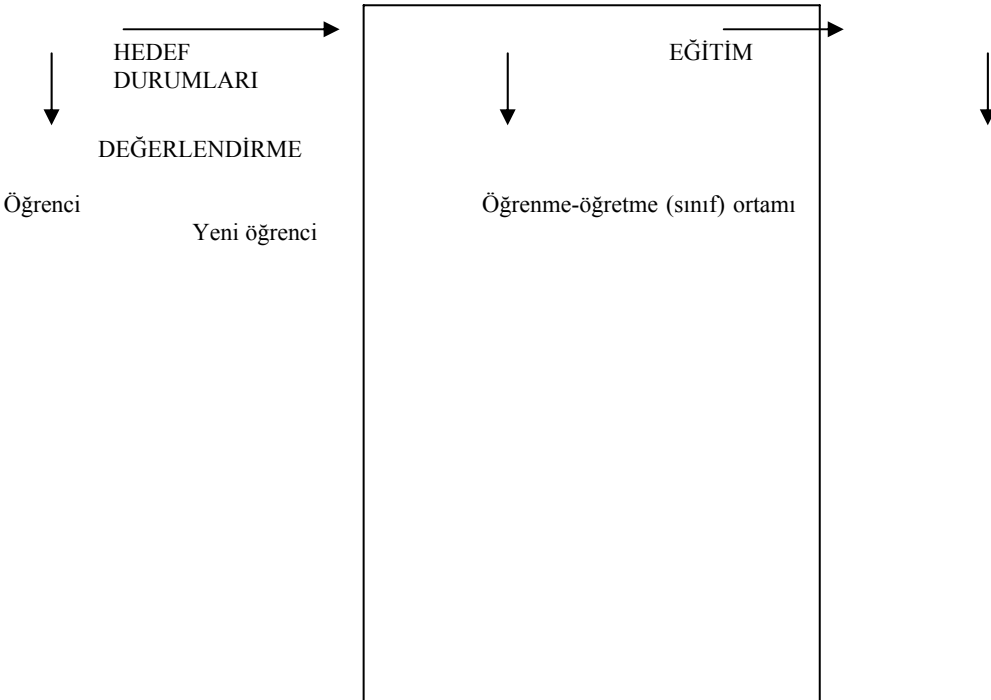 HEDEF EĞİTİM
DURUMLARI
DEĞERLENDİRME
Öğrenci Öğrenme-öğretme (sınıf) ortamı
Yeni öğrenci